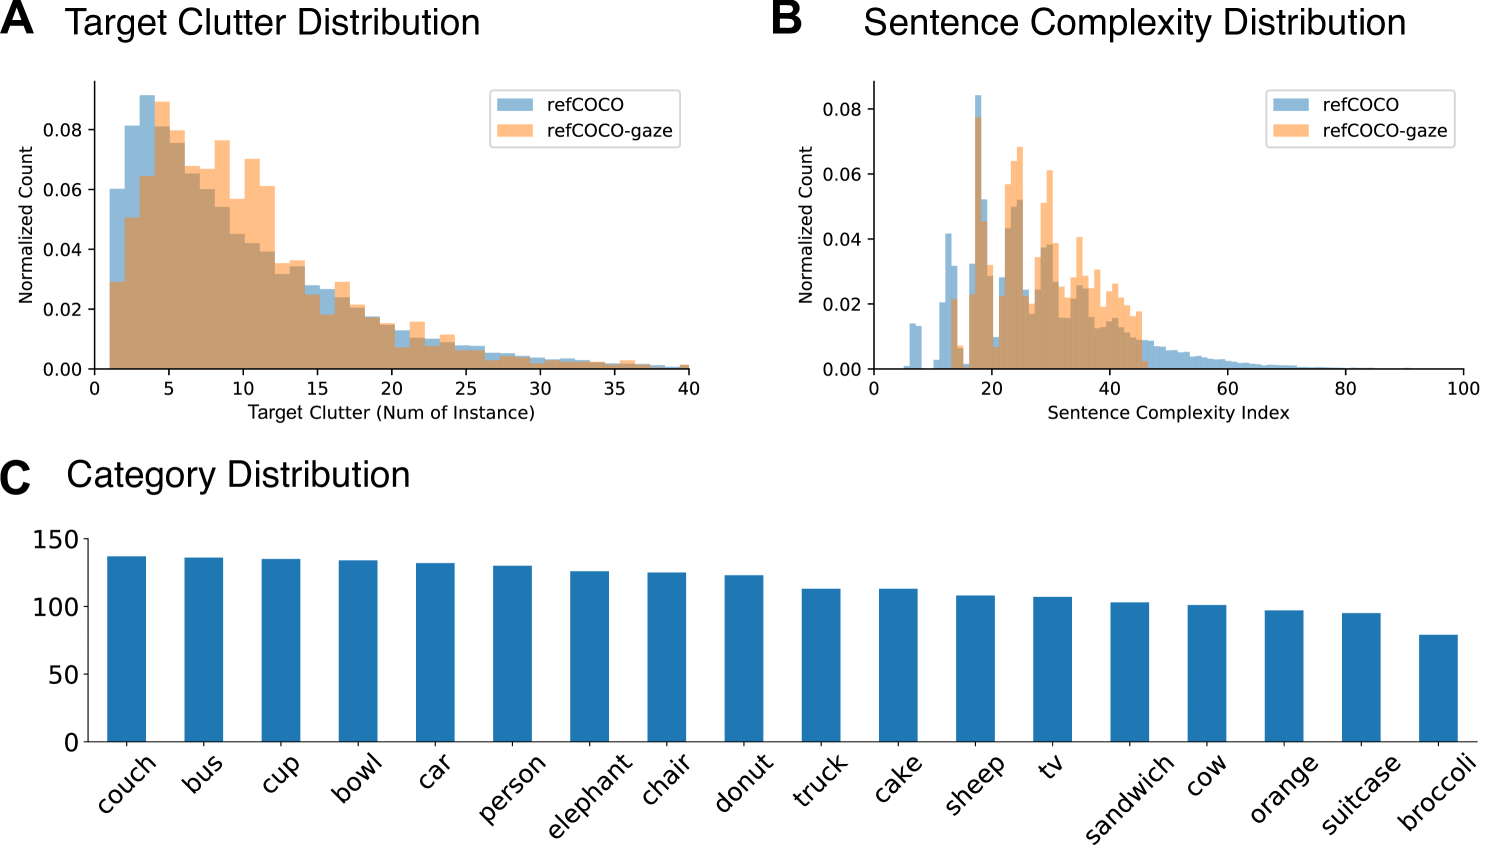 A Target Clutter Distribution
0.08
0.06
0.04
0.02
0.00
Normalized Count
refCOCO
refCOCO-gaze
0 5 10 15 20 25 30 35 40
Target Clutter (Num of Instance)
B Sentence Complexity Distribution
0.08
0.06
0.04
0.02
0.00
Normalized Count
refCOCO
refCOCO-gaze
0 20 40 60 80 100
Sentence Complexity Index
C Category Distribution
150
100
50
0
couch bus cup bowl car person elephant chair donut truck cake sheep tv sandwich cow orange suitcase broccoli